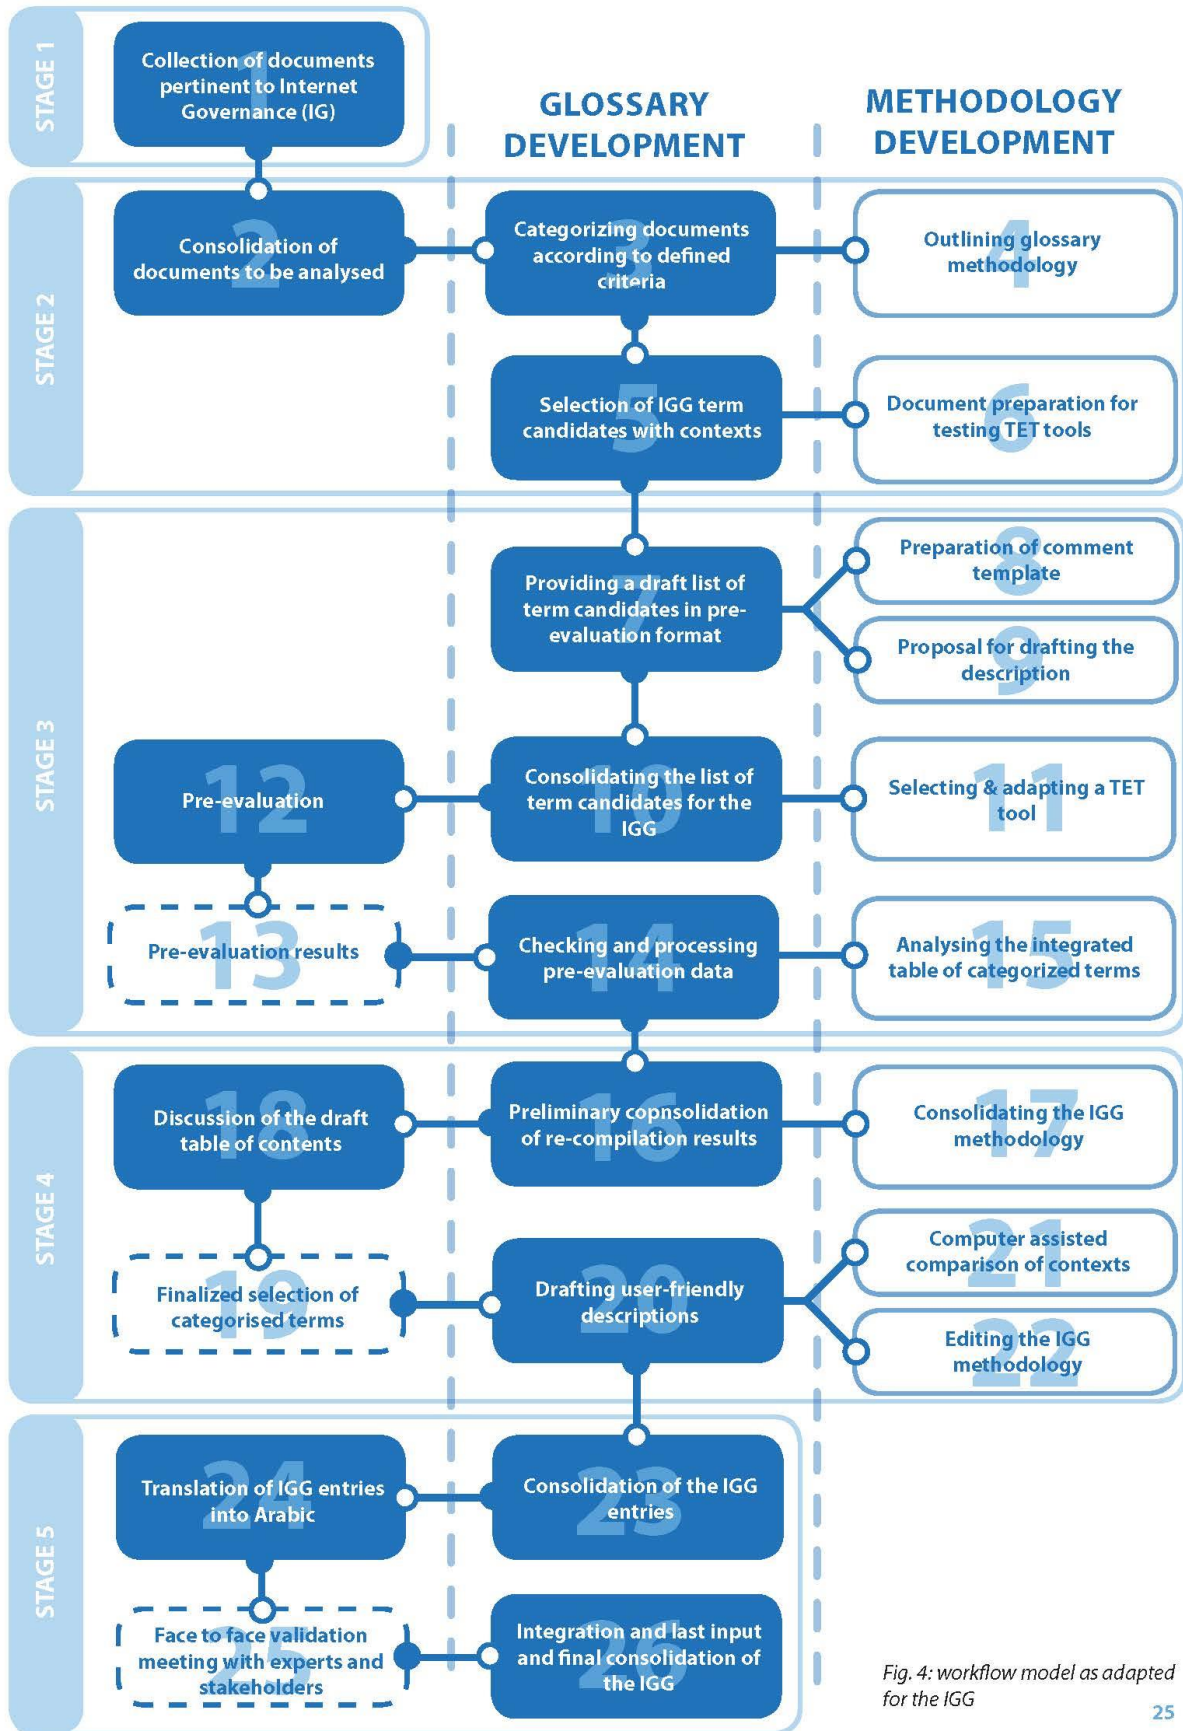 STAGE 1
1
Collection of documents
pertinent to Internet
Governance (IG)
GLOSSARY
DEVELOPMENT
METHODOLOGY
DEVELOPMENT
STAGE 2
2
Consolidation of
documents to be analysed
3
Categorizing documents
according to defined
criteria
4
Outlining glossary
methodology
5
Selection of IGG term
candidates with contexts
6
Document preparation for
testing TET tools
STAGE 3
7
Providing a draft list of
term candidates in pre-
evaluation format
8
Preparation of comment
template
9
Proposal for drafting the
description
10
Consolidating the list of
term candidates for the
IGG
11
Selecting & adapting a TET
tool
12
Pre-evaluation
13
Pre-evaluation results
14
Checking and processing
pre-evaluation data
15
Analysing the integrated
table of categorized terms
STAGE 4
16
Preliminary copnsolidation
of re-compilation results
17
Consolidating the IGG
methodology
18
Discussion of the draft
table of contents
19
Finalized selection of
categorised terms
20
Drafting user-friendly
descriptions
21
Computer assisted
comparison of contexts
22
Editing the IGG
methodology
STAGE 5
23
Consolidation of the IGG
entries
24
Translation of IGG entries
into Arabic
25
Face to face validation
meeting with experts and
stakeholders
26
Integration and last input
and final consolidation of
the IGG
Fig. 4: workflow model as adapted
for the IGG
25